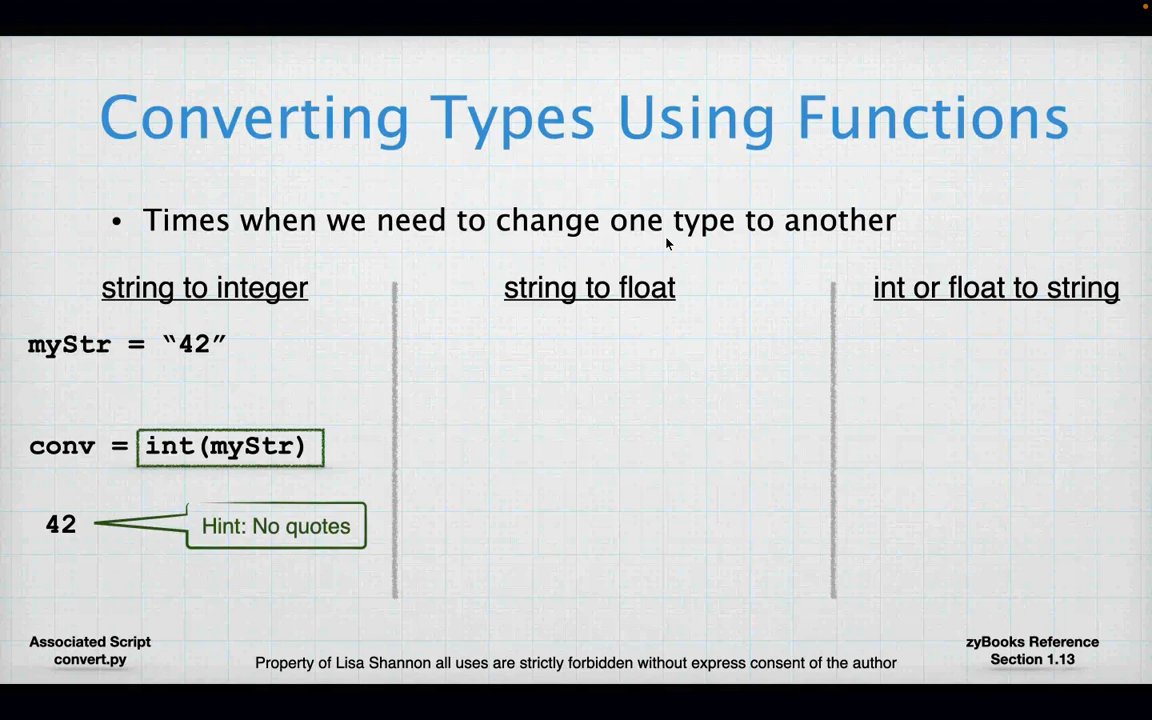 Converting Types Using Functions
• Times when we need to change one type to another
string to integer
myStr = “42”
conv = int(myStr)
42
Hint: No quotes
string to float
int or float to string
Associated Script
convert.py
Property of Lisa Shannon all uses are strictly forbidden without express consent of the author
zyBooks Reference
Section 1.13